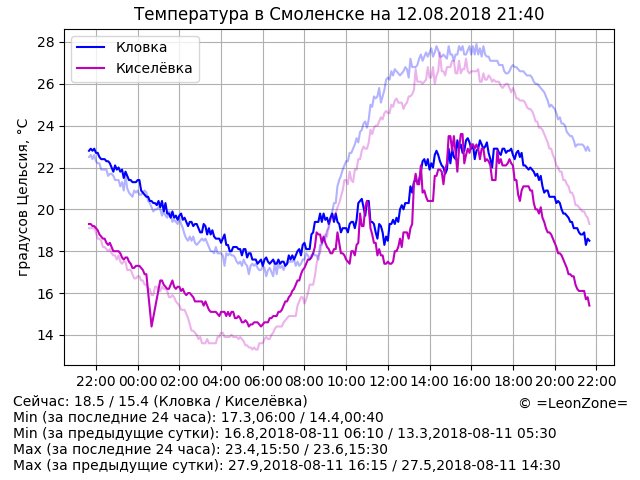 Температура в Смоленске на 12.08.2018 21:40
Кловка
Киселёвка
градусов Цельсия, °C
28
26
24
22
20
18
16
14
22:00 00:00 02:00 04:00 06:00 08:00 10:00 12:00 14:00 16:00 18:00 20:00 22:00
Сейчас: 18.5 / 15.4 (Кловка / Киселёвка)
© =LeonZone=
Min (за последние 24 часа): 17.3,06:00 / 14.4,00:40
Min (за предыдущие сутки): 16.8,2018-08-11 06:10 / 13.3,2018-08-11 05:30
Max (за последние 24 часа): 23.4,15:50 / 23.6,15:30
Max (за предыдущие сутки): 27.9,2018-08-11 16:15 / 27.5,2018-08-11 14:30